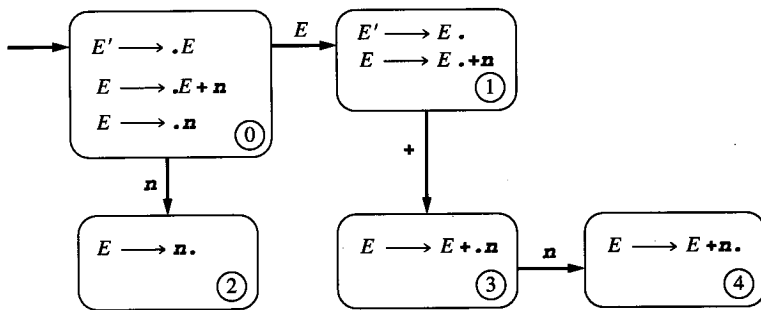 E' ⟶ .E
E ⟶ .E + n
E ⟶ .n
0
E
E' ⟶ E .
E ⟶ E .+n
1
n
+
E ⟶ n.
2
E ⟶ E + .n
3
n
E ⟶ E +n.
4